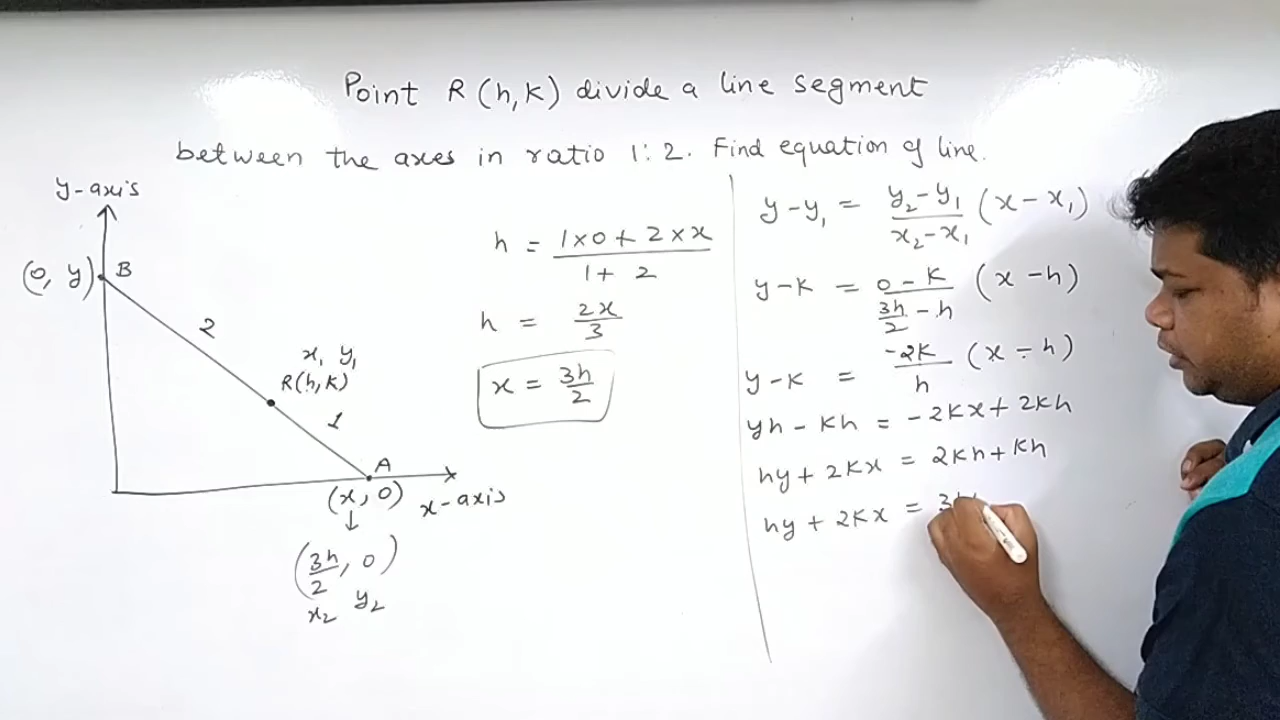 Point R (h, k) divide a line segment
between the axes in ratio 1:2. Find equation of line.
y-axis
(0, y) B
2
x₁ y₁
R(h, k)
1
A
(x, 0) x-axis
↓
(3h/2, 0)
x₂ y₂
h = (1×0 + 2×x)/(1 + 2)
h = 2x/3
x = 3h/2
y - y₁ = (y₂ - y₁)/(x₂ - x₁) (x - x₁)
y - k = (0 - k)/(3h/2 - h) (x - h)
y - k = -2k/h (x - h)
yh - kh = -2kx + 2kh
hy + 2kx = 2kh + kh
hy + 2kx =